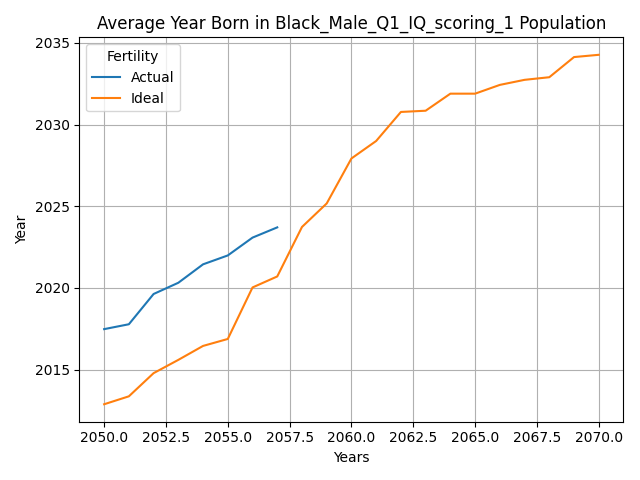 Average Year Born in Black_Male_Q1_IQ_scoring_1 Population
2035
Fertility
Actual
Ideal
2030
2025
Year
2020
2015
2050.0 2052.5 2055.0 2057.5 2060.0 2062.5 2065.0 2067.5 2070.0
Years